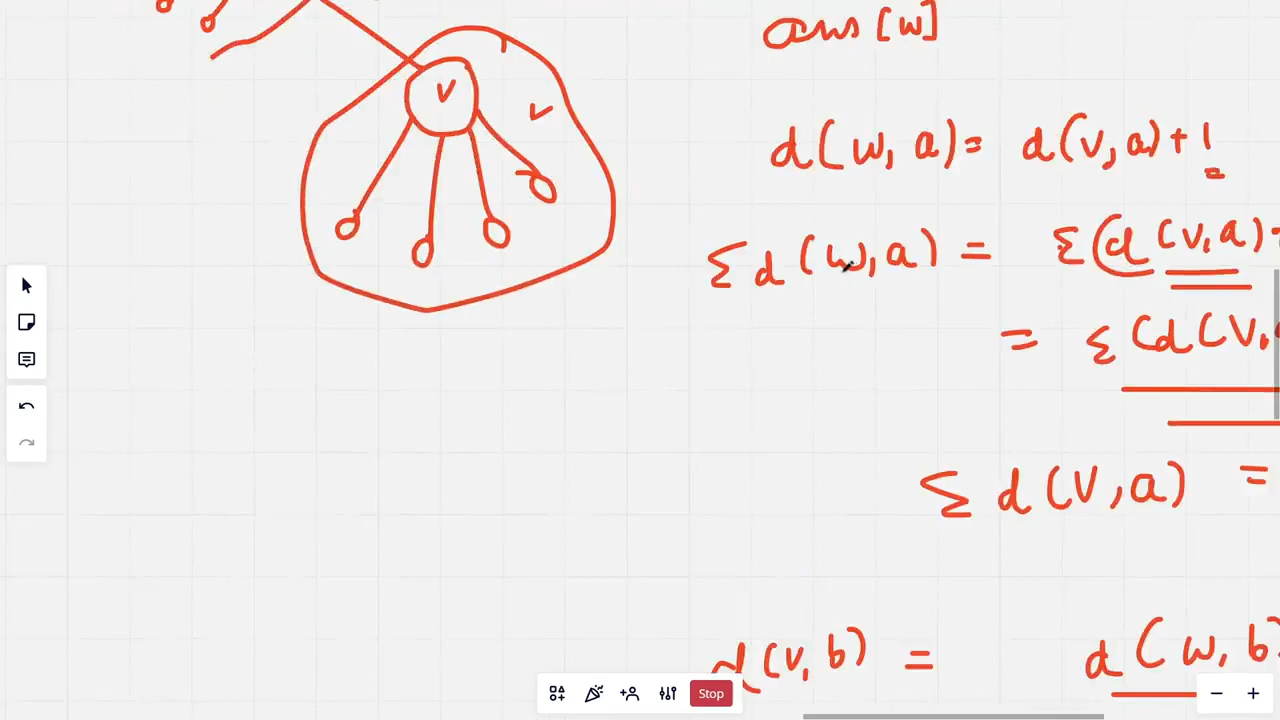 V
v
ans [w]
d(w, a) = d(v, a) + 1
Σ d (w, a) = Σ (d (v, a)
= Σ (d (v,
Σ d (v, a) =
d(v, b) = d (w, b)
Stop